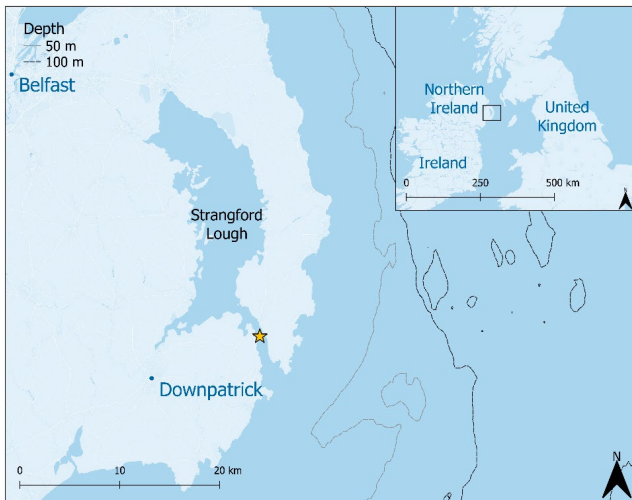 Depth
50 m
100 m
Belfast
Strangford
Lough
Downpatrick
0 10 20 km
N
Northern
Ireland
United
Kingdom
Ireland
0 250 500 km
N